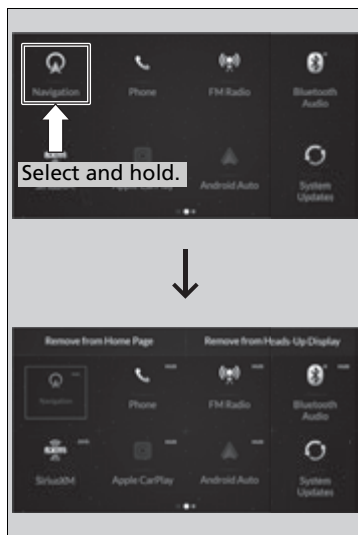 Navigation
Phone
FM Radio
Bluetooth
Audio
Select and hold.
Android Auto
System
Updates
Remove from Home Page
Remove from Heads-Up Display
Navigation
Phone
FM Radio
Bluetooth
Audio
SiriusXM
Apple CarPlay
Android Auto
System
Updates